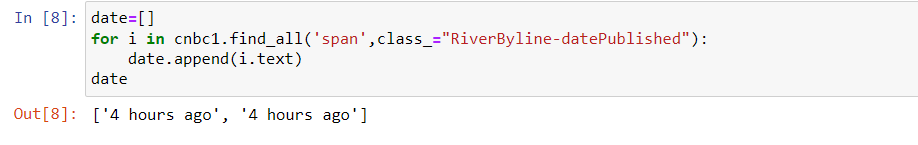 In [8]: date=[]
for i in cnbc1.find_all('span',class_="RiverByline-datePublished"):
    date.append(i.text)
date
Out[8]: ['4 hours ago', '4 hours ago']